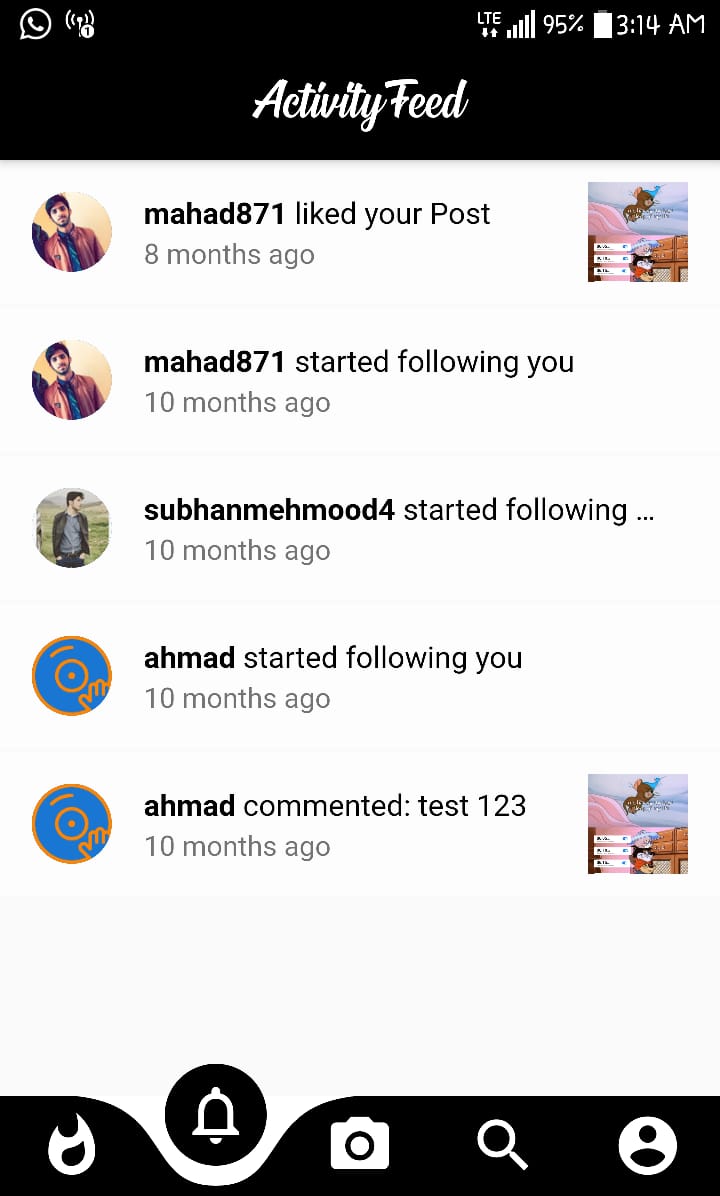 LTE 95% 3:14 AM
1
Activity Feed
mahad871 liked your Post
8 months ago
mahad871 started following you
10 months ago
subhanmehmood4 started following ...
10 months ago
ahmad started following you
10 months ago
ahmad commented: test 123
10 months ago